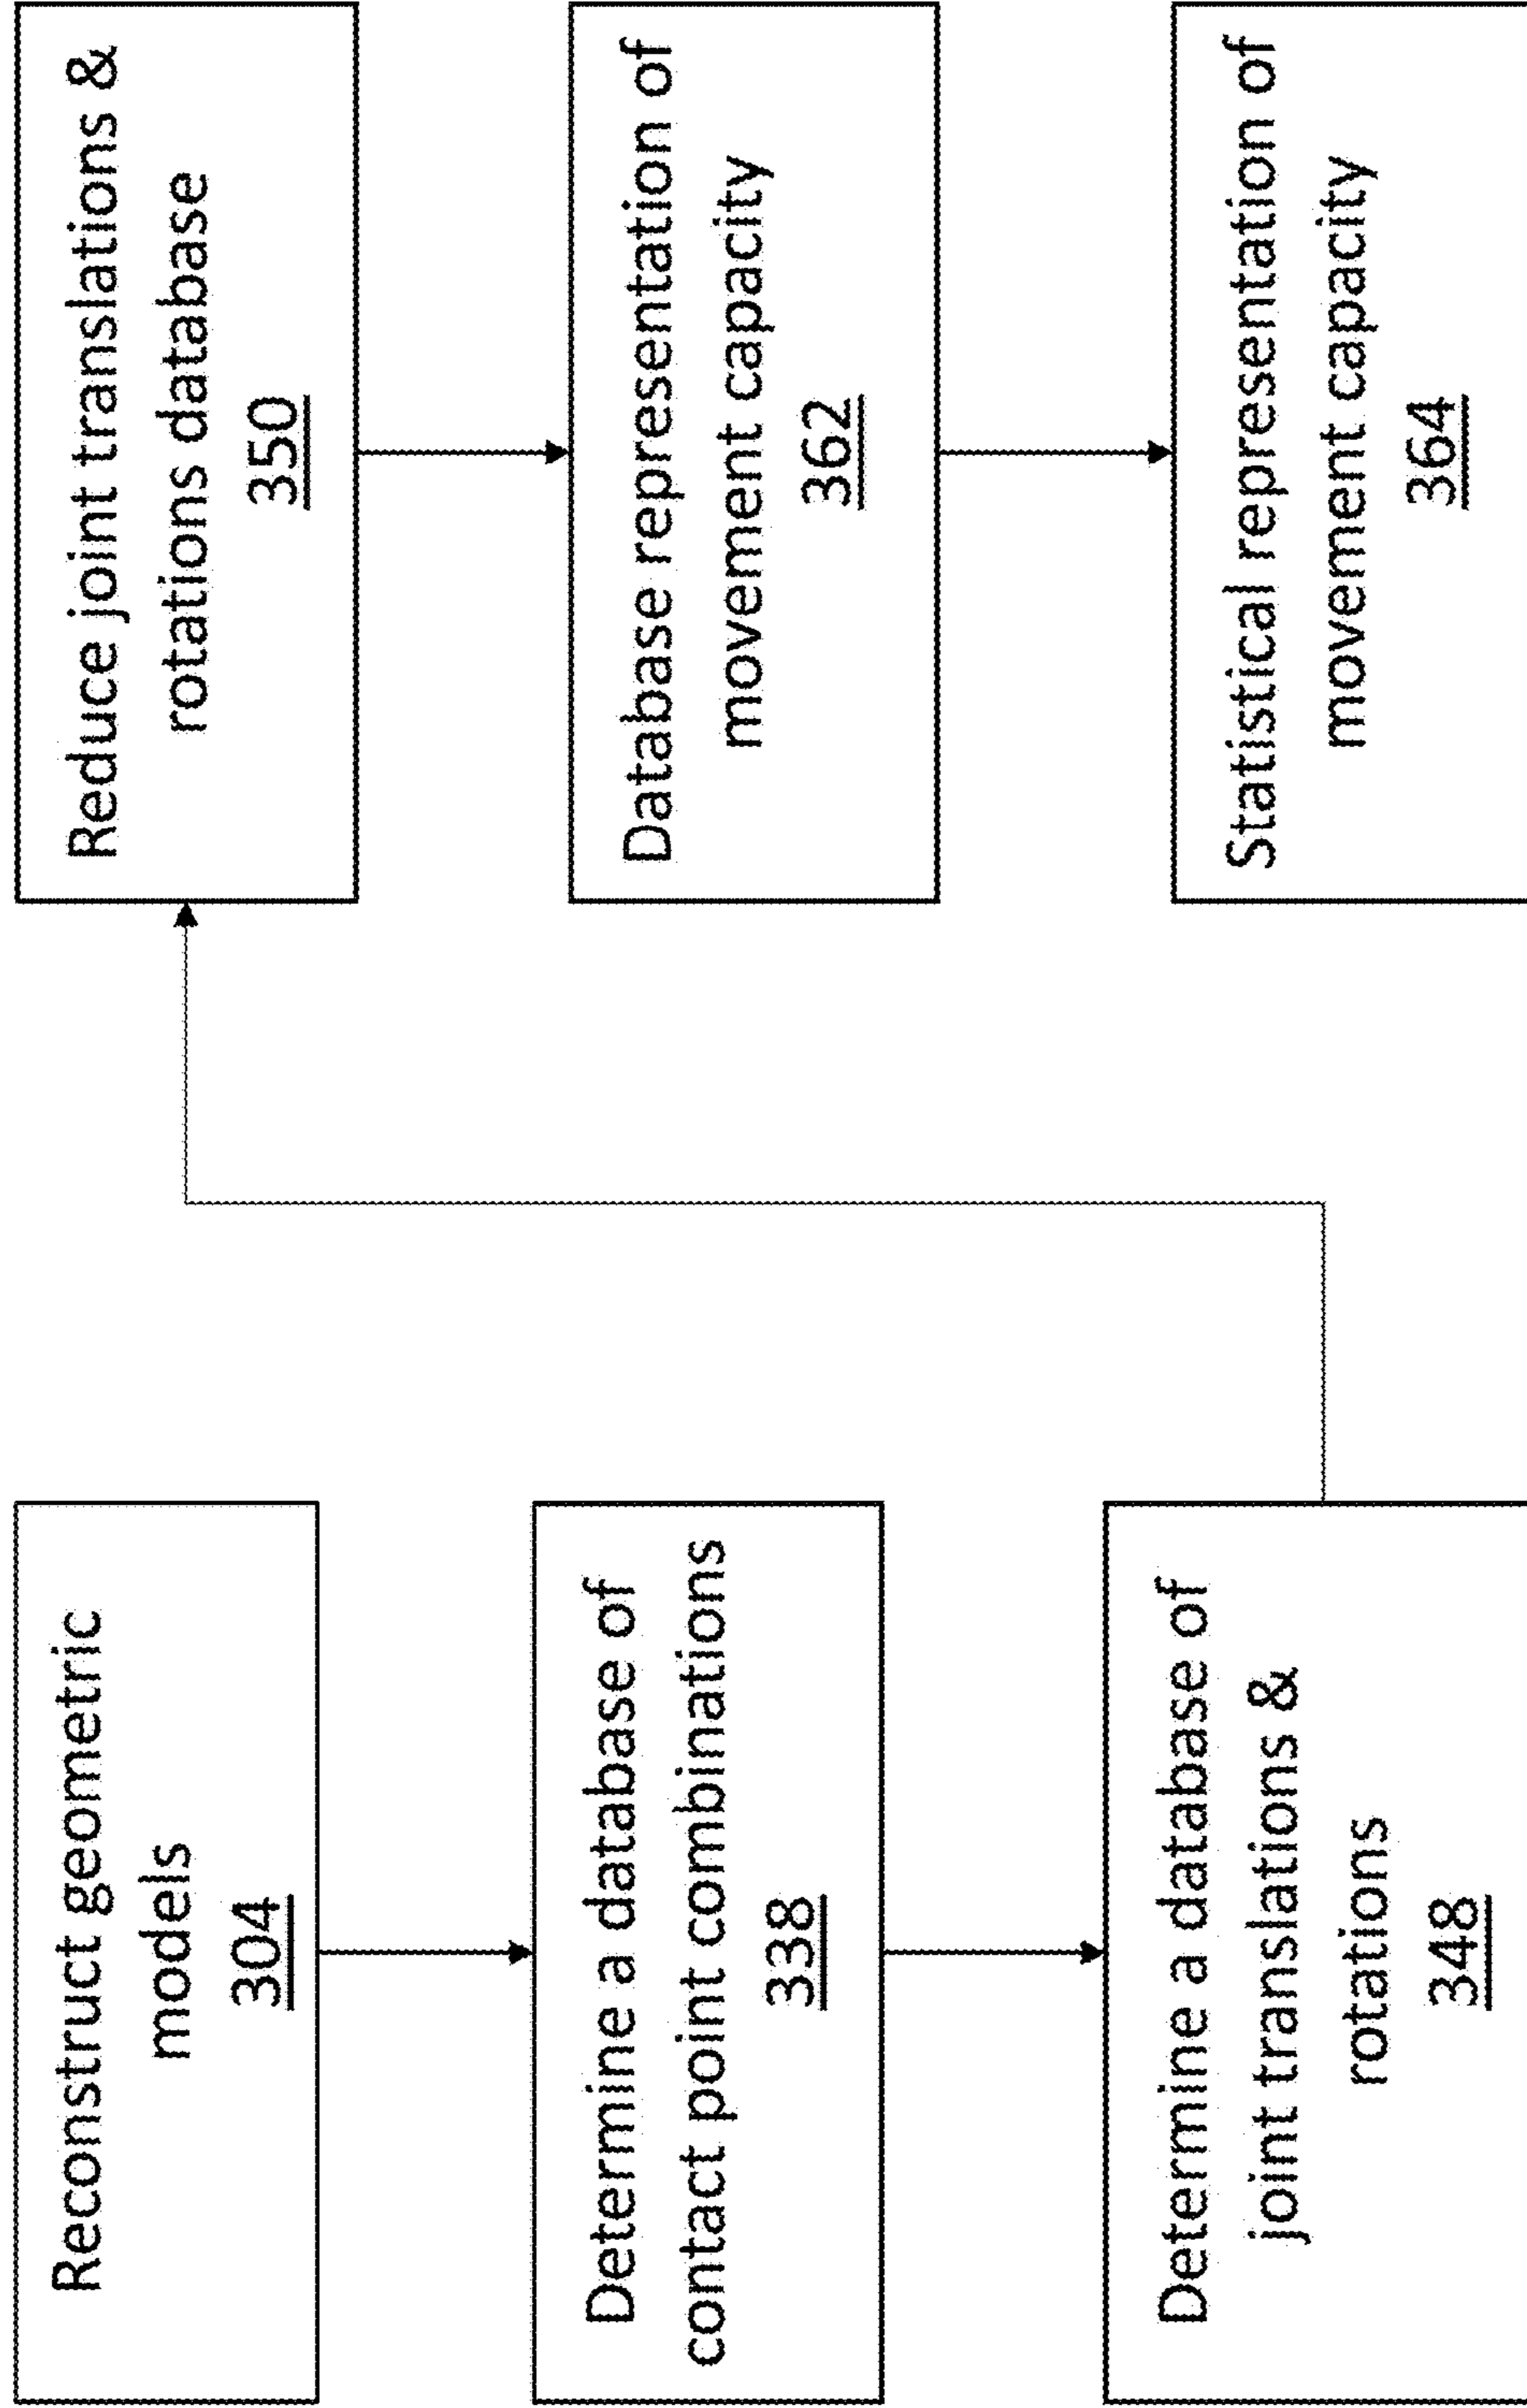 Reconstruct geometric
models
304
Determine a database of
contact point combinations
338
Determine a database of
joint translations &
rotations
348
Reduce joint translations &
rotations database
350
Database representation of
movement capacity
362
Statistical representation of
movement capacity
364